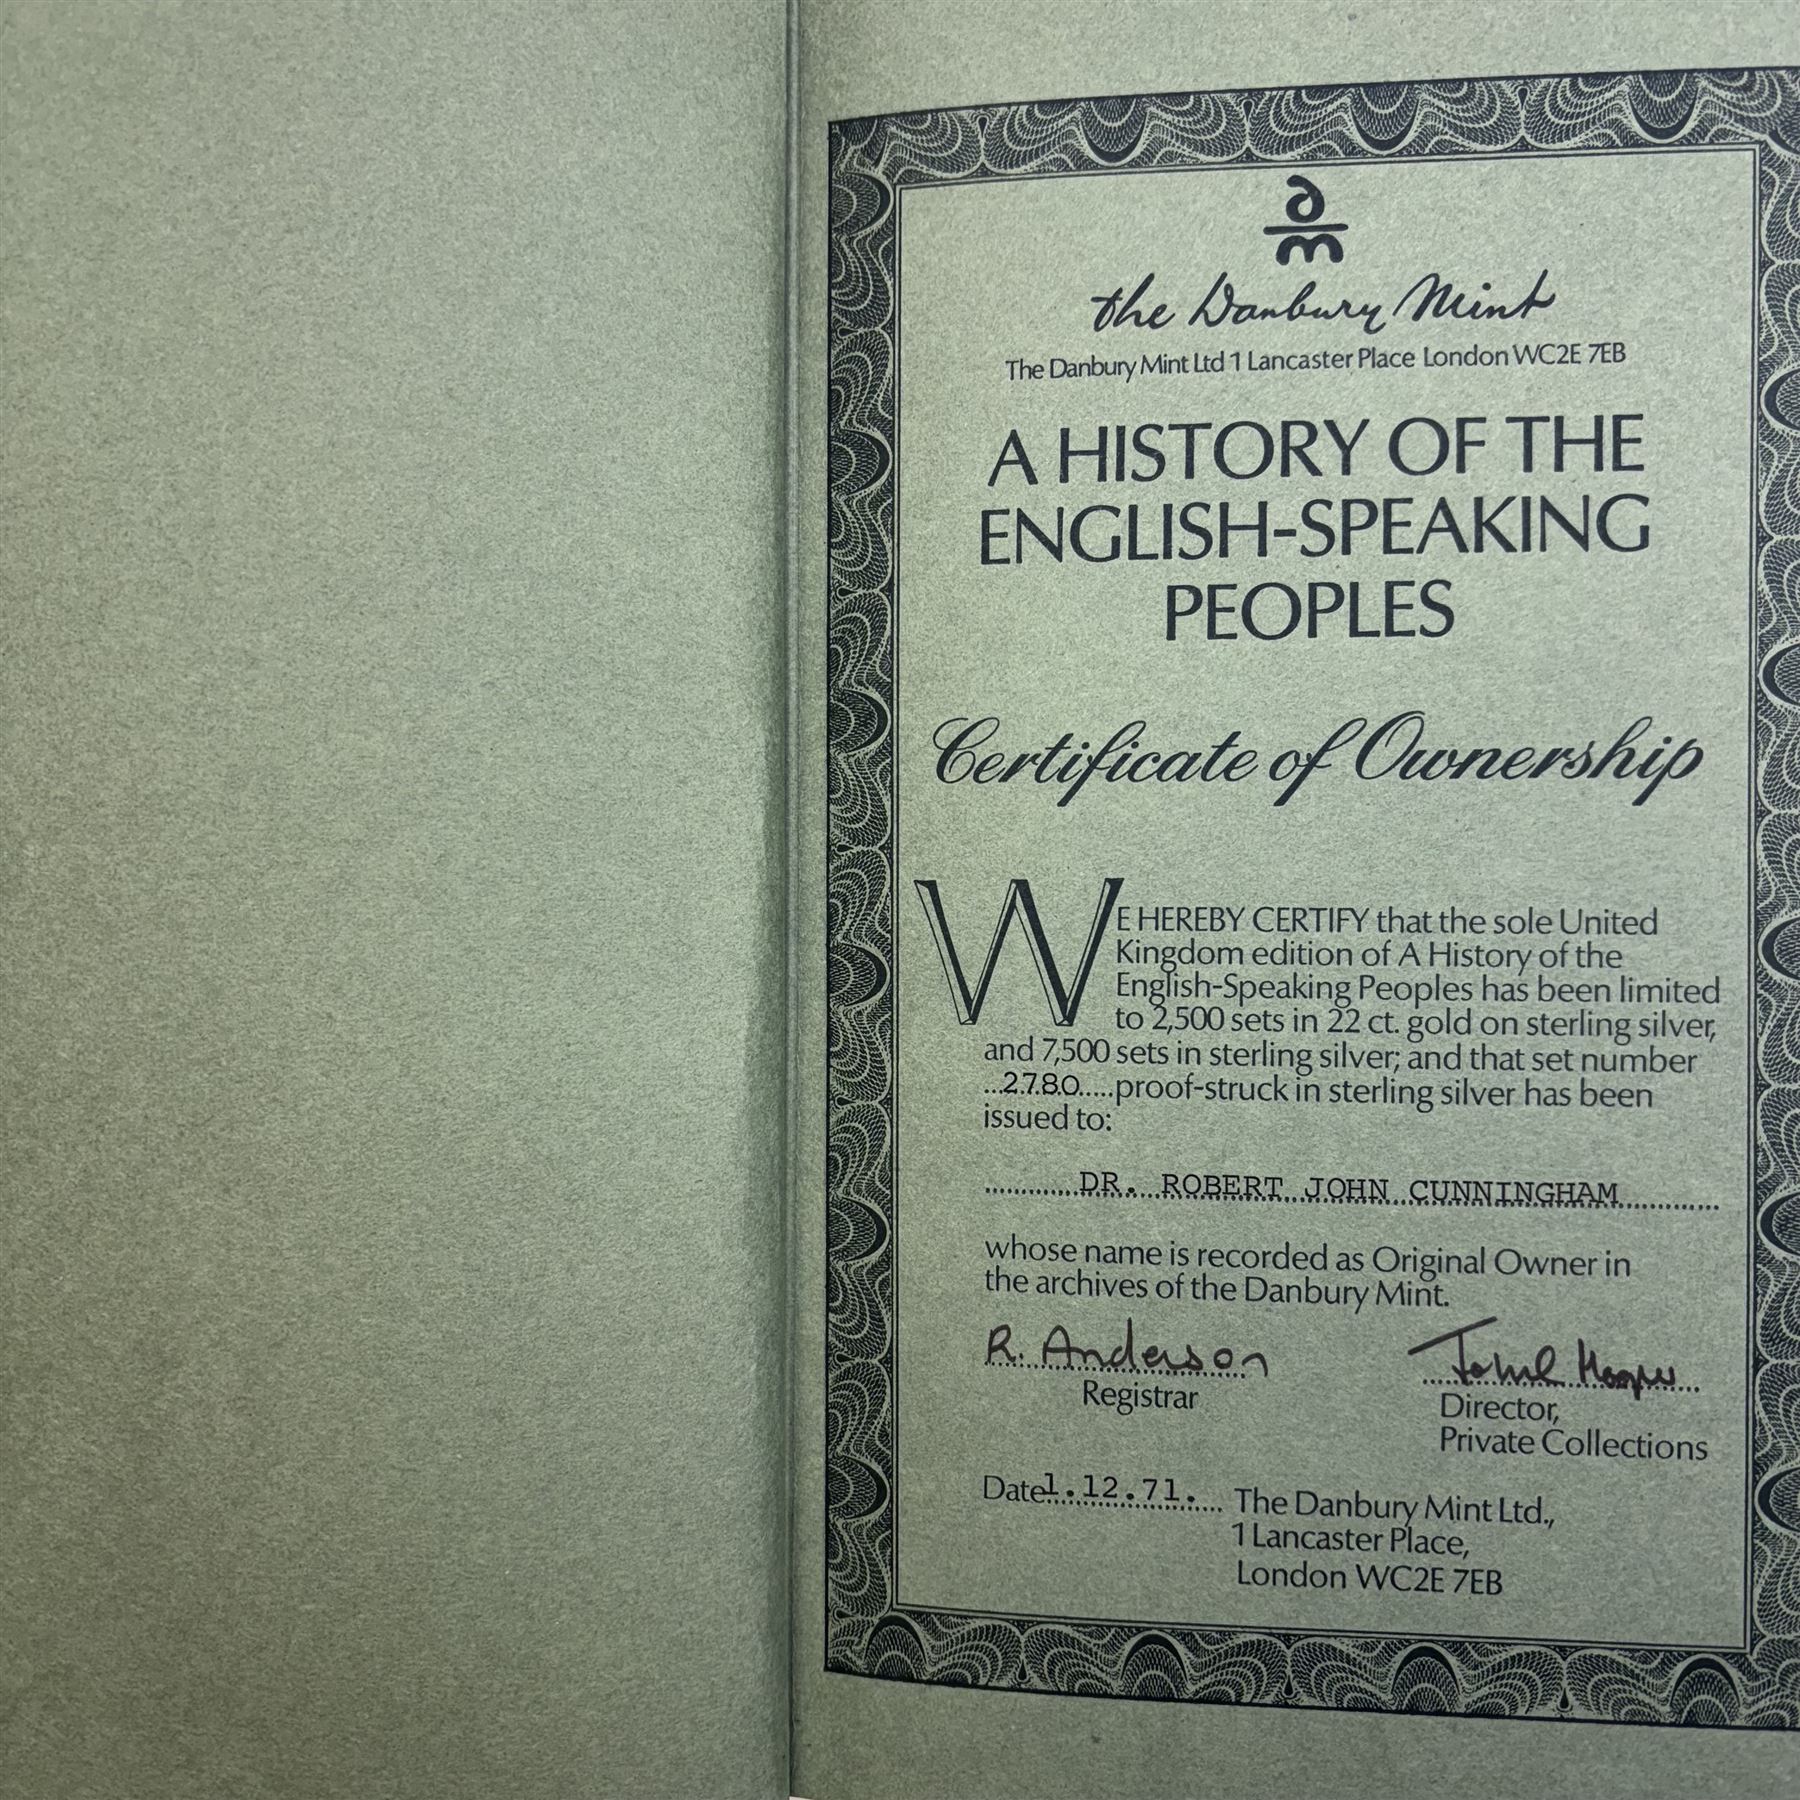 am
the Danbury Mint
The Danbury Mint Ltd 1 Lancaster Place London WC2E 7EB
A HISTORY OF THE
ENGLISH-SPEAKING
PEOPLES
Certificate of Ownership
WE HEREBY CERTIFY that the sole United
Kingdom edition of A History of the
English-Speaking Peoples has been limited
to 2,500 sets in 22 ct. gold on sterling silver,
and 7,500 sets in sterling silver; and that set number
...2780.....proof-struck in sterling silver has been
issued to:
DR. ROBERT JOHN CUNNINGHAM
whose name is recorded as Original Owner in
the archives of the Danbury Mint.
R. Anderson
Registrar
Director,
Private Collections
Date 1.12.71. The Danbury Mint Ltd.,
1 Lancaster Place,
London WC2E 7EB